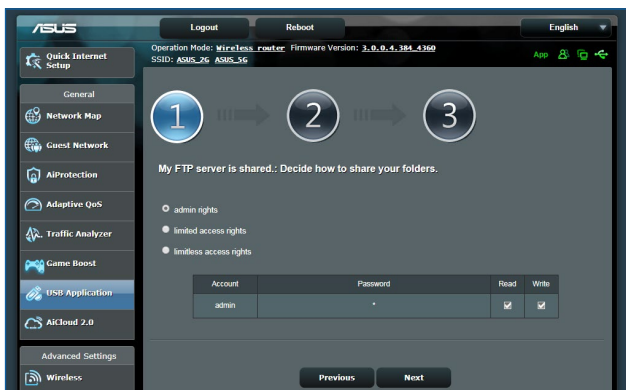 ASUS
Logout
Reboot
English
Operation Mode: Wireless router Firmware Version: 3.0.0.4.384_4360
SSID: ASUS_2G ASUS_5G
App
Quick Internet
Setup
General
Network Map
Guest Network
AiProtection
Adaptive QoS
Traffic Analyzer
Game Boost
USB Application
AiCloud 2.0
Advanced Settings
Wireless
1
2
3
My FTP server is shared.: Decide how to share your folders.
admin rights
limited access rights
limitless access rights
Account Password Read Write
admin *
Previous Next